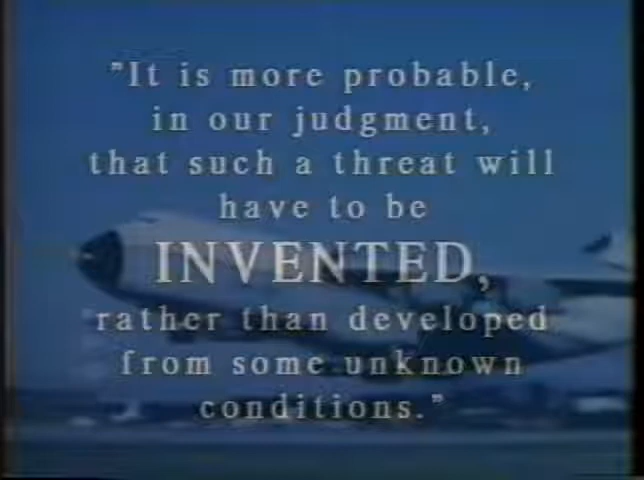 "It is more probable,
in our judgment,
that such a threat will
have to be
INVENTED,
rather than developed
from some unknown
conditions."